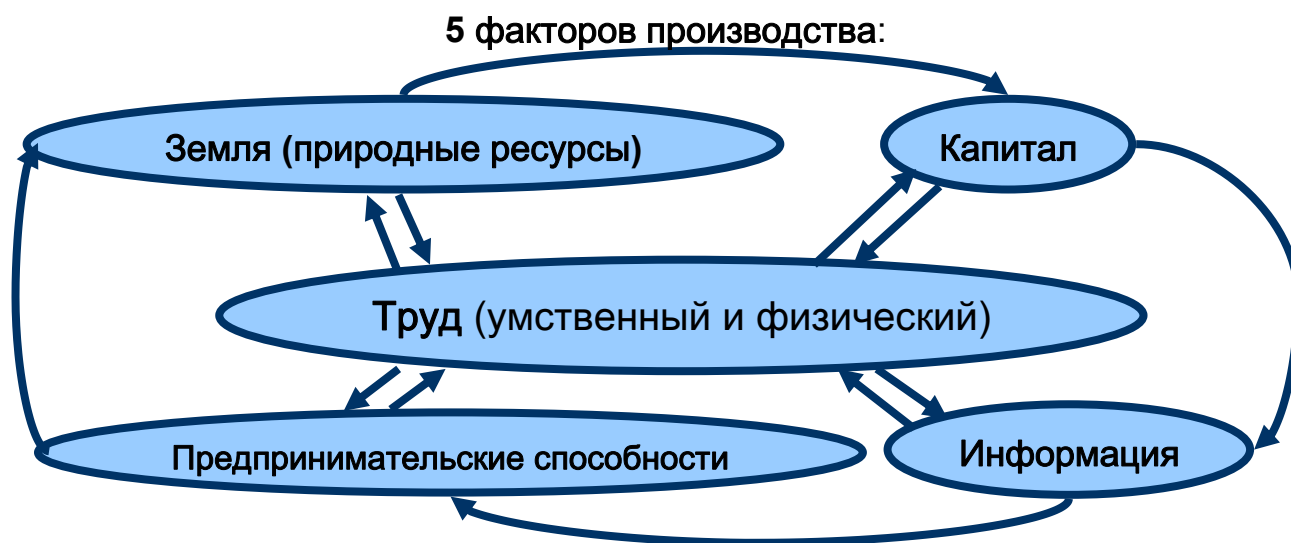 5 факторов производства:
Земля (природные ресурсы)
Капитал
Труд (умственный и физический)
Предпринимательские способности
Информация